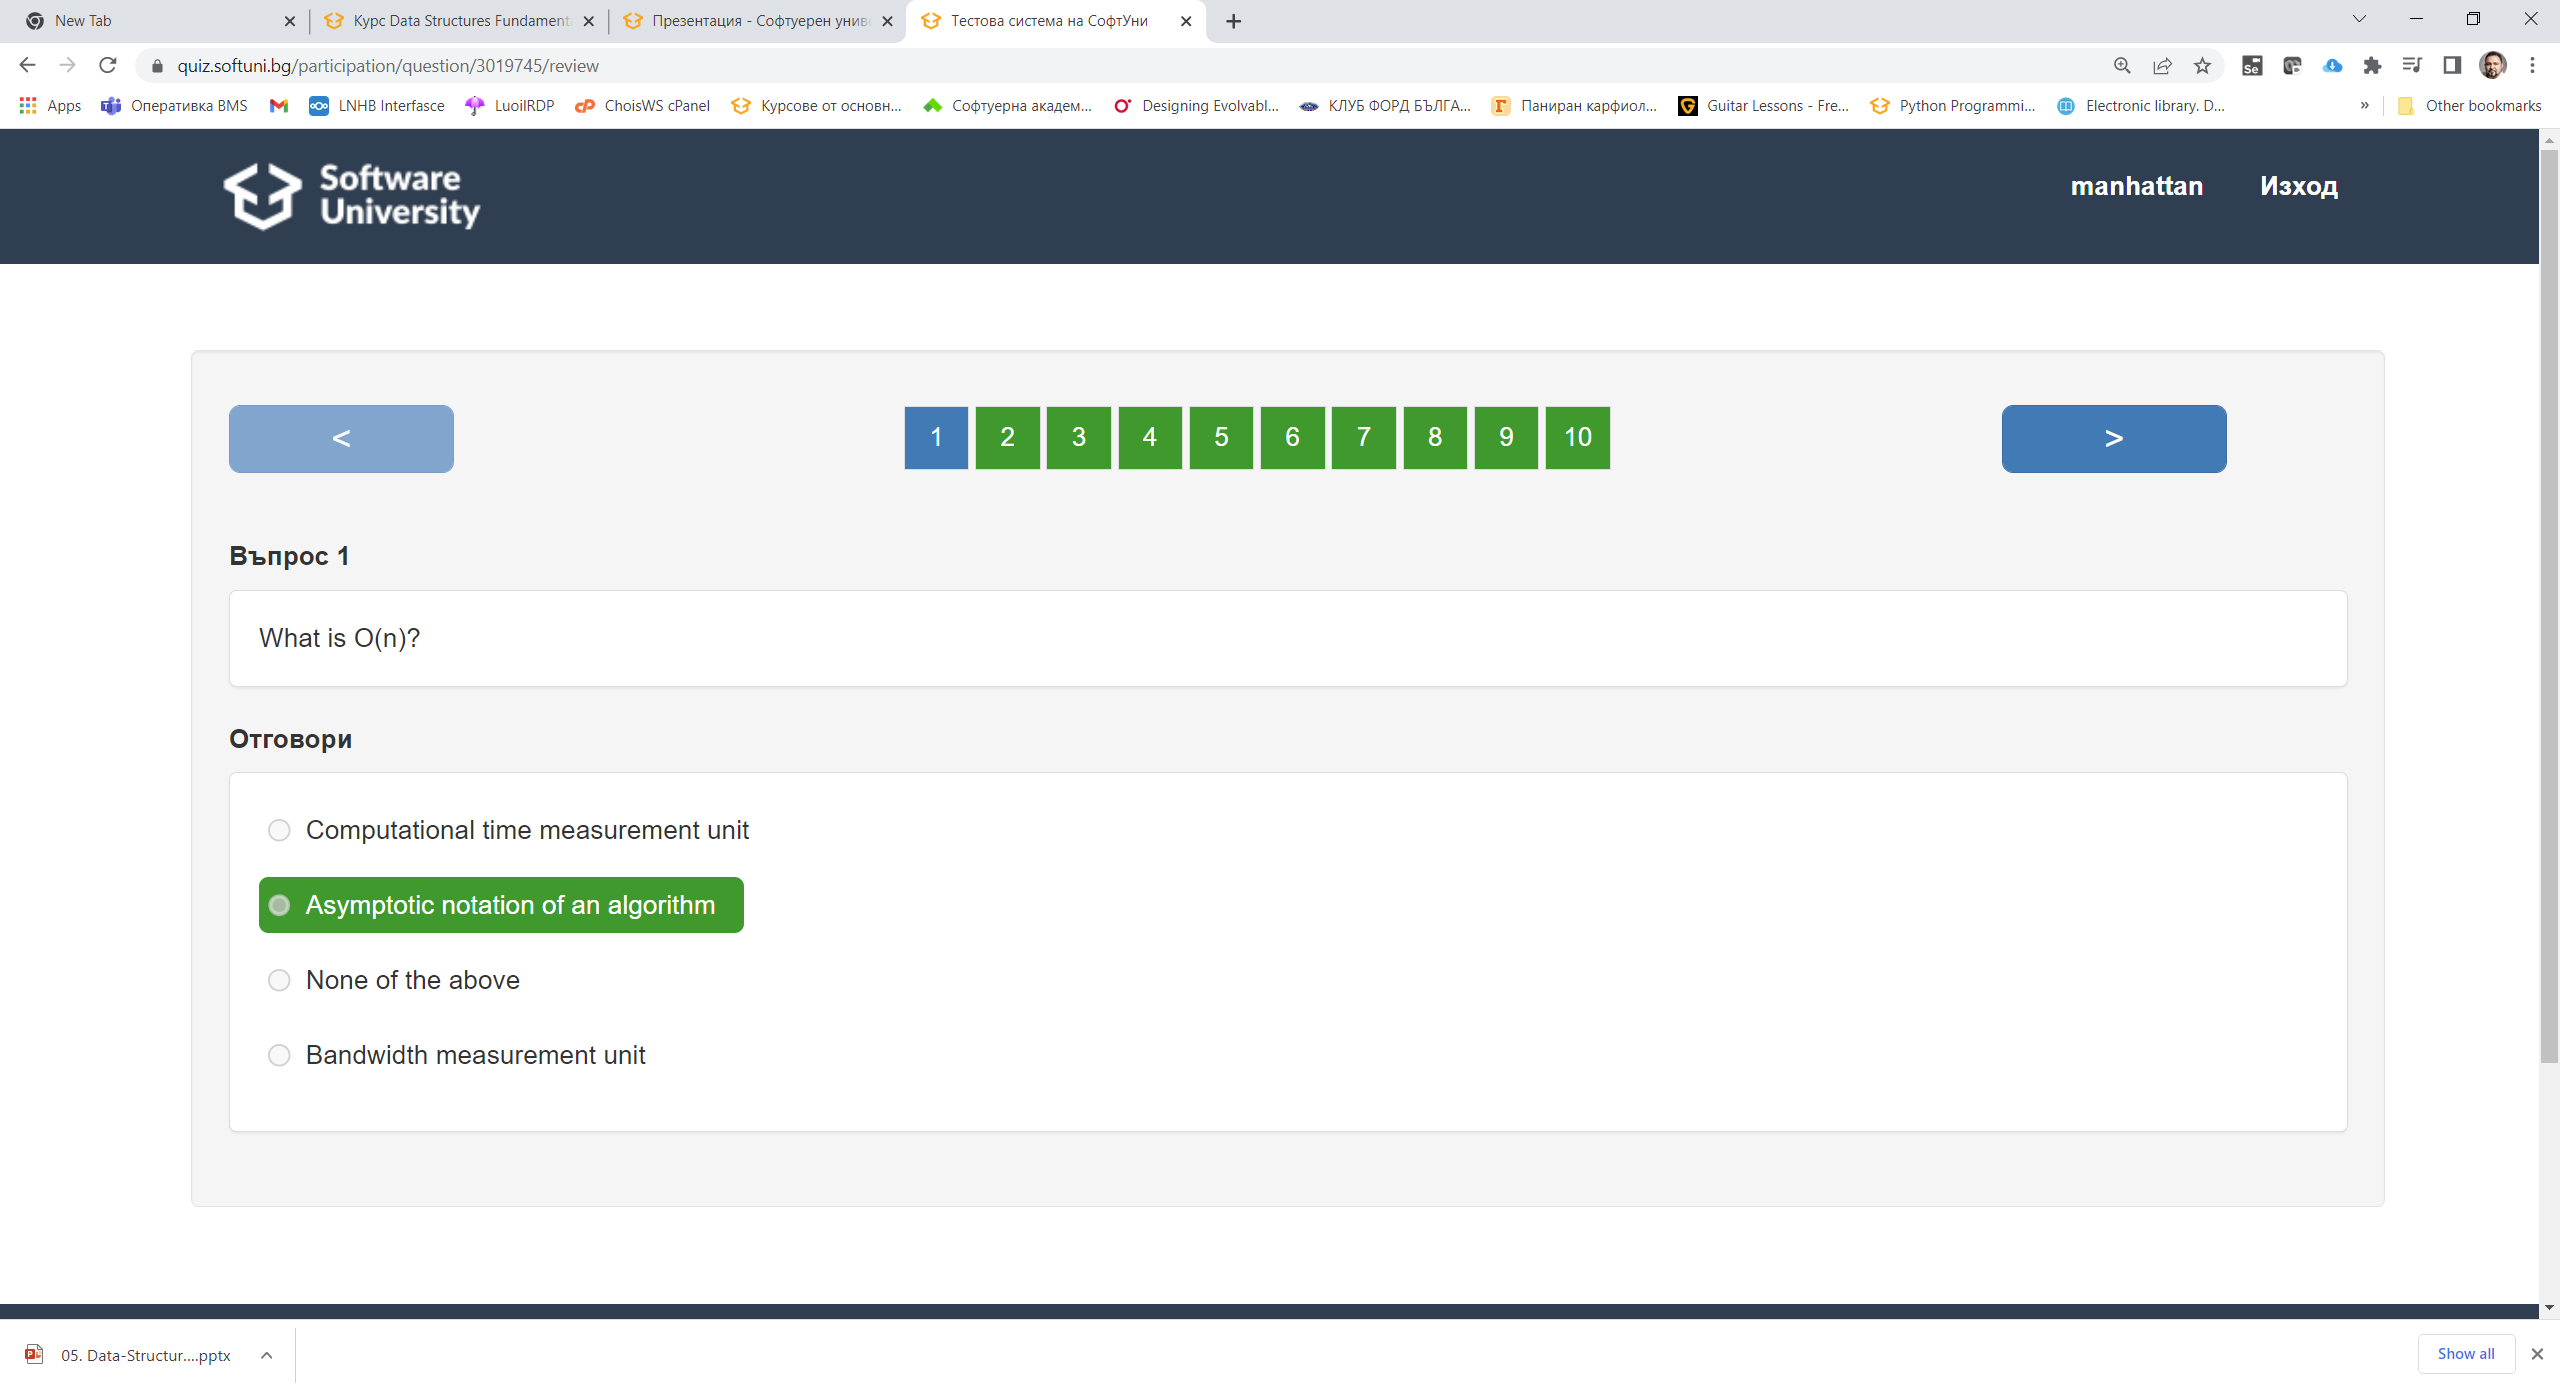 New Tab
Курс Data Structures Fundament
Презентация - Софтуерен униве
Тестова система на СофтУни
quiz.softuni.bg/participation/question/3019745/review
Apps
Оперативка BMS
LNHB Interfasce
LuoilRDP
ChoisWS cPanel
Курсове от основн...
Софтуерна академ...
Designing Evolvabl...
КЛУБ ФОРД БЪЛГА...
Паниран карфиол...
Guitar Lessons - Fre...
Python Programmi...
Electronic library. D...
»
Other bookmarks
Software
University
manhattan
Изход
<
1
2
3
4
5
6
7
8
9
10
>
Въпрос 1
What is O(n)?
Отговори
Computational time measurement unit
Asymptotic notation of an algorithm
None of the above
Bandwidth measurement unit
05. Data-Structur....pptx
Show all